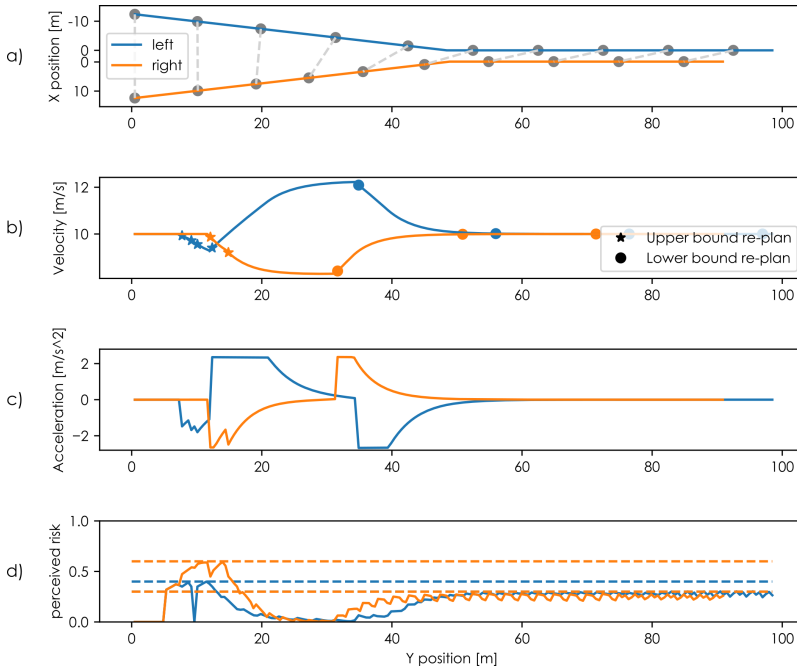 a)
X position [m]
-10
0
0
10
left
right
0 20 40 60 80 100
b)
Velocity [m/s]
12
10
Upper bound re-plan
Lower bound re-plan
0 20 40 60 80 100
c)
Acceleration [m/s^2]
2
0
−2
0 20 40 60 80 100
d)
perceived risk
1.0
0.5
0.0
0 20 40 60 80 100
Y position [m]